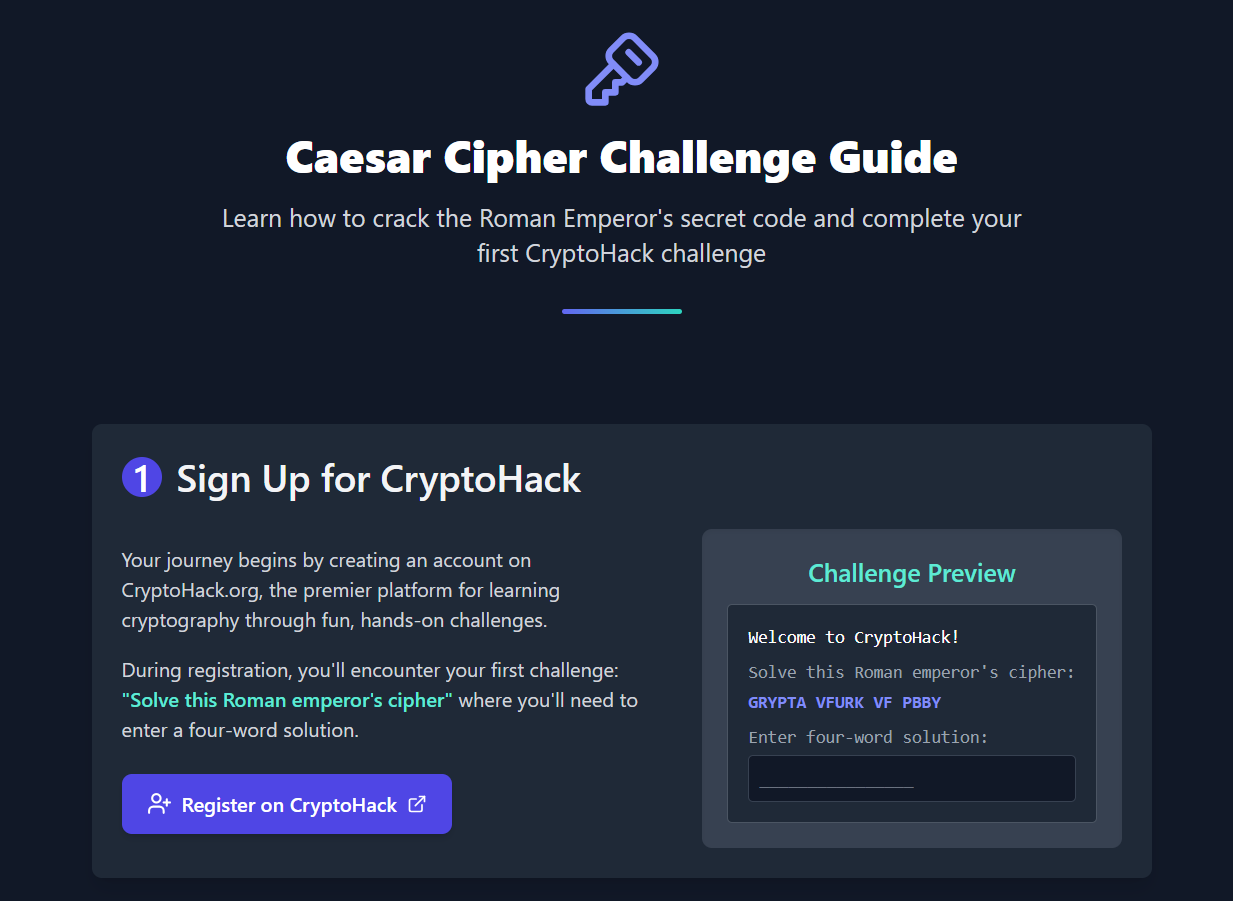 Caesar Cipher Challenge Guide
Learn how to crack the Roman Emperor's secret code and complete your
first CryptoHack challenge
1 Sign Up for CryptoHack
Your journey begins by creating an account on
CryptoHack.org, the premier platform for learning
cryptography through fun, hands-on challenges.
During registration, you'll encounter your first challenge:
"Solve this Roman emperor's cipher" where you'll need to
enter a four-word solution.
Register on CryptoHack
Challenge Preview
Welcome to CryptoHack!
Solve this Roman emperor's cipher:
GRYPTA VFURK VF PBBY
Enter four-word solution:
________________